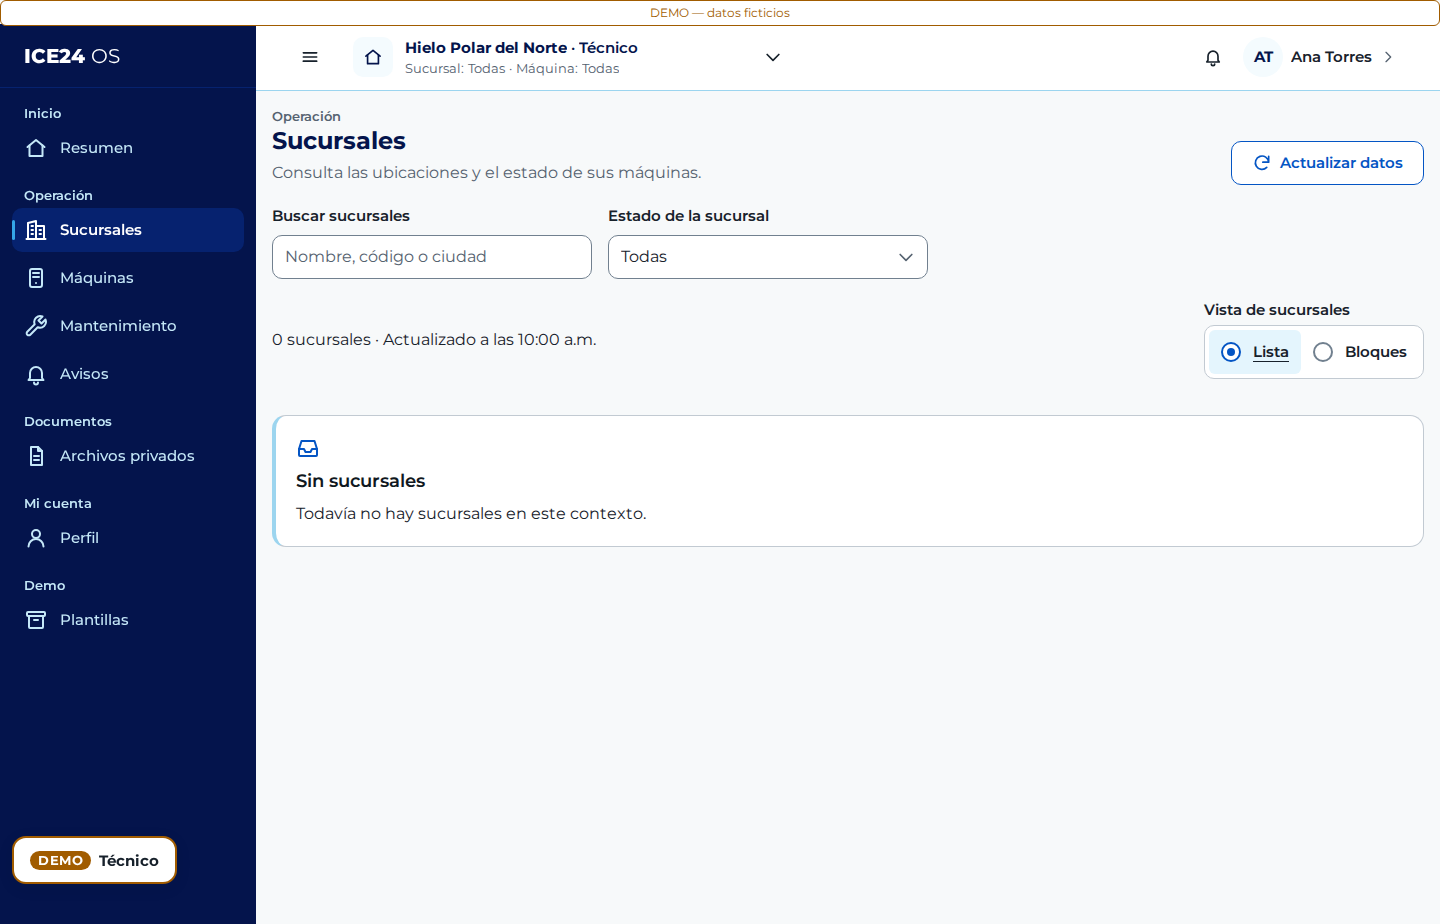 DEMO — datos ficticios
ICE24 OS
Inicio
Resumen
Operación
Sucursales
Máquinas
Mantenimiento
Avisos
Documentos
Archivos privados
Mi cuenta
Perfil
Demo
Plantillas
DEMO Técnico
Hielo Polar del Norte · Técnico
Sucursal: Todas · Máquina: Todas
AT Ana Torres
Operación
Sucursales
Consulta las ubicaciones y el estado de sus máquinas.
Actualizar datos
Buscar sucursales
Nombre, código o ciudad
Estado de la sucursal
Todas
0 sucursales · Actualizado a las 10:00 a.m.
Vista de sucursales
Lista Bloques
Sin sucursales
Todavía no hay sucursales en este contexto.